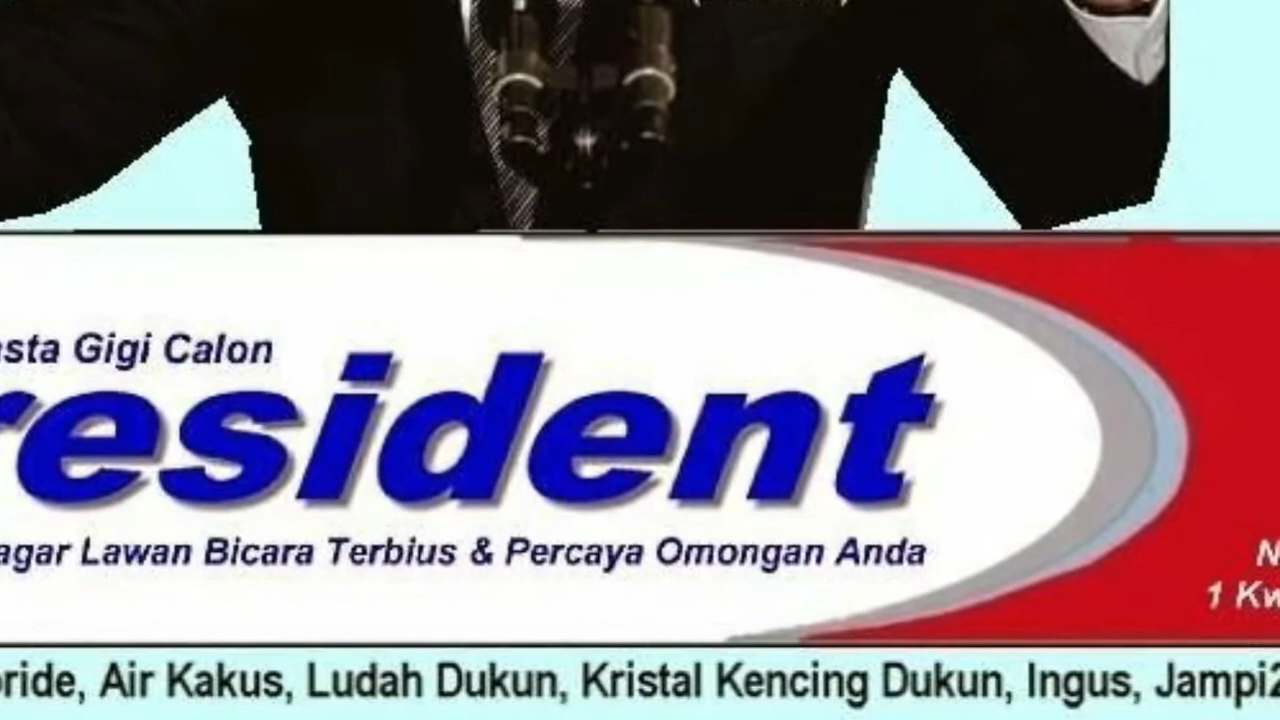 asta Gigi Calon
resident
agar Lawan Bicara Terbius & Percaya Omongan Anda
1 Kw
oride, Air Kakus, Ludah Dukun, Kristal Kencing Dukun, Ingus, Jampi2